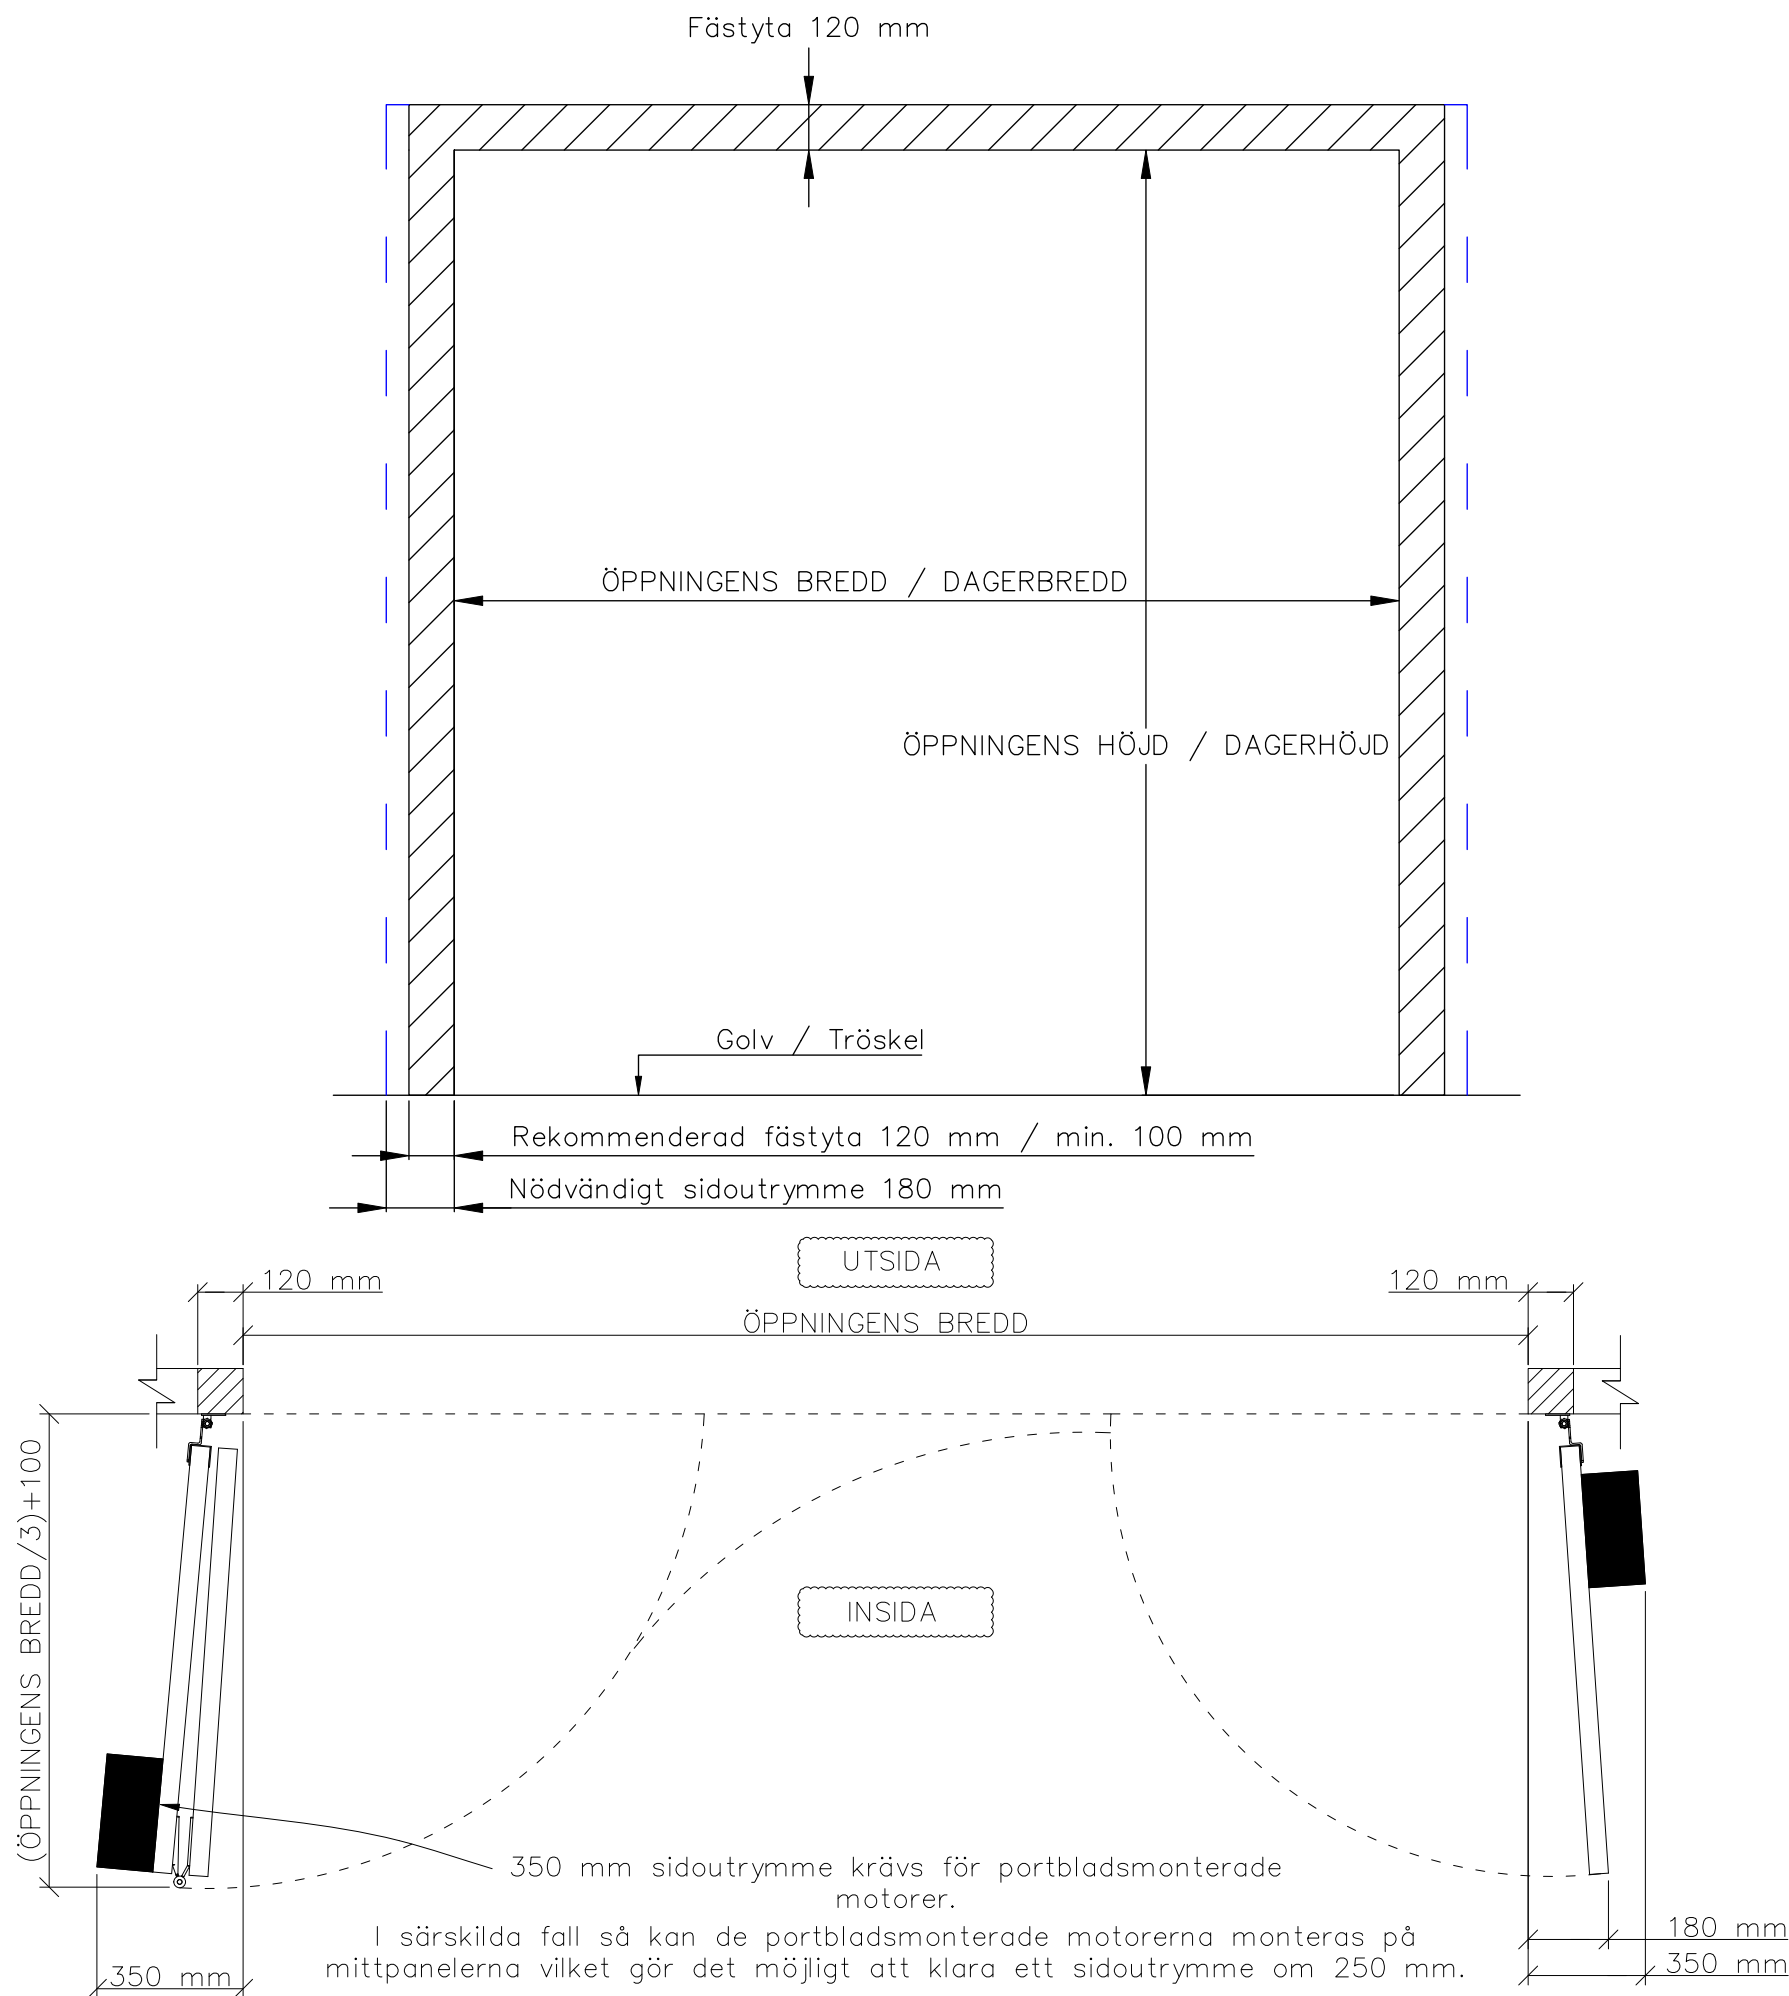 Fästyta 120 mm
ÖPPNINGENS BREDD / DAGERBREDD
ÖPPNINGENS HÖJD / DAGERHÖJD
Golv / Tröskel
Rekommenderad fästyta 120 mm / min. 100 mm
Nödvändigt sidoutrymme 180 mm
UTSIDA
120 mm
120 mm
ÖPPNINGENS BREDD
(ÖPPNINGENS BREDD/3)+100
INSIDA
350 mm sidoutrymme krävs för portbladsmonterade
motorer.
I särskilda fall så kan de portbladsmonterade motorerna monteras på
mittpanelerna vilket gör det möjligt att klara ett sidoutrymme om 250 mm.
350 mm
180 mm
350 mm